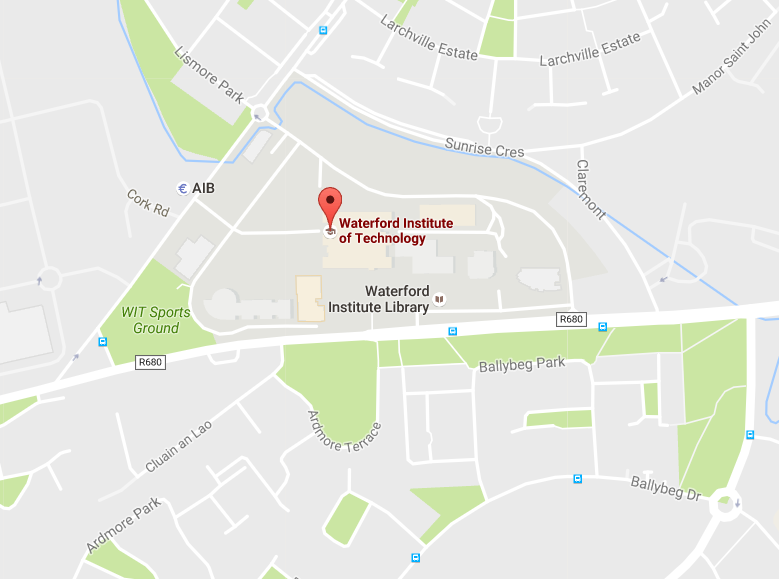 Larchville Estate
Larchville Estate
Manor Saint John
Lismore Park
Sunrise Cres
Claremont
€ AIB
Cork Rd
Waterford Institute
of Technology
Waterford
Institute Library
WIT Sports
Ground
R680
R680
Ballybeg Park
Ardmore Terrace
Cluain an Lao
Ballybeg Dr
Ardmore Park